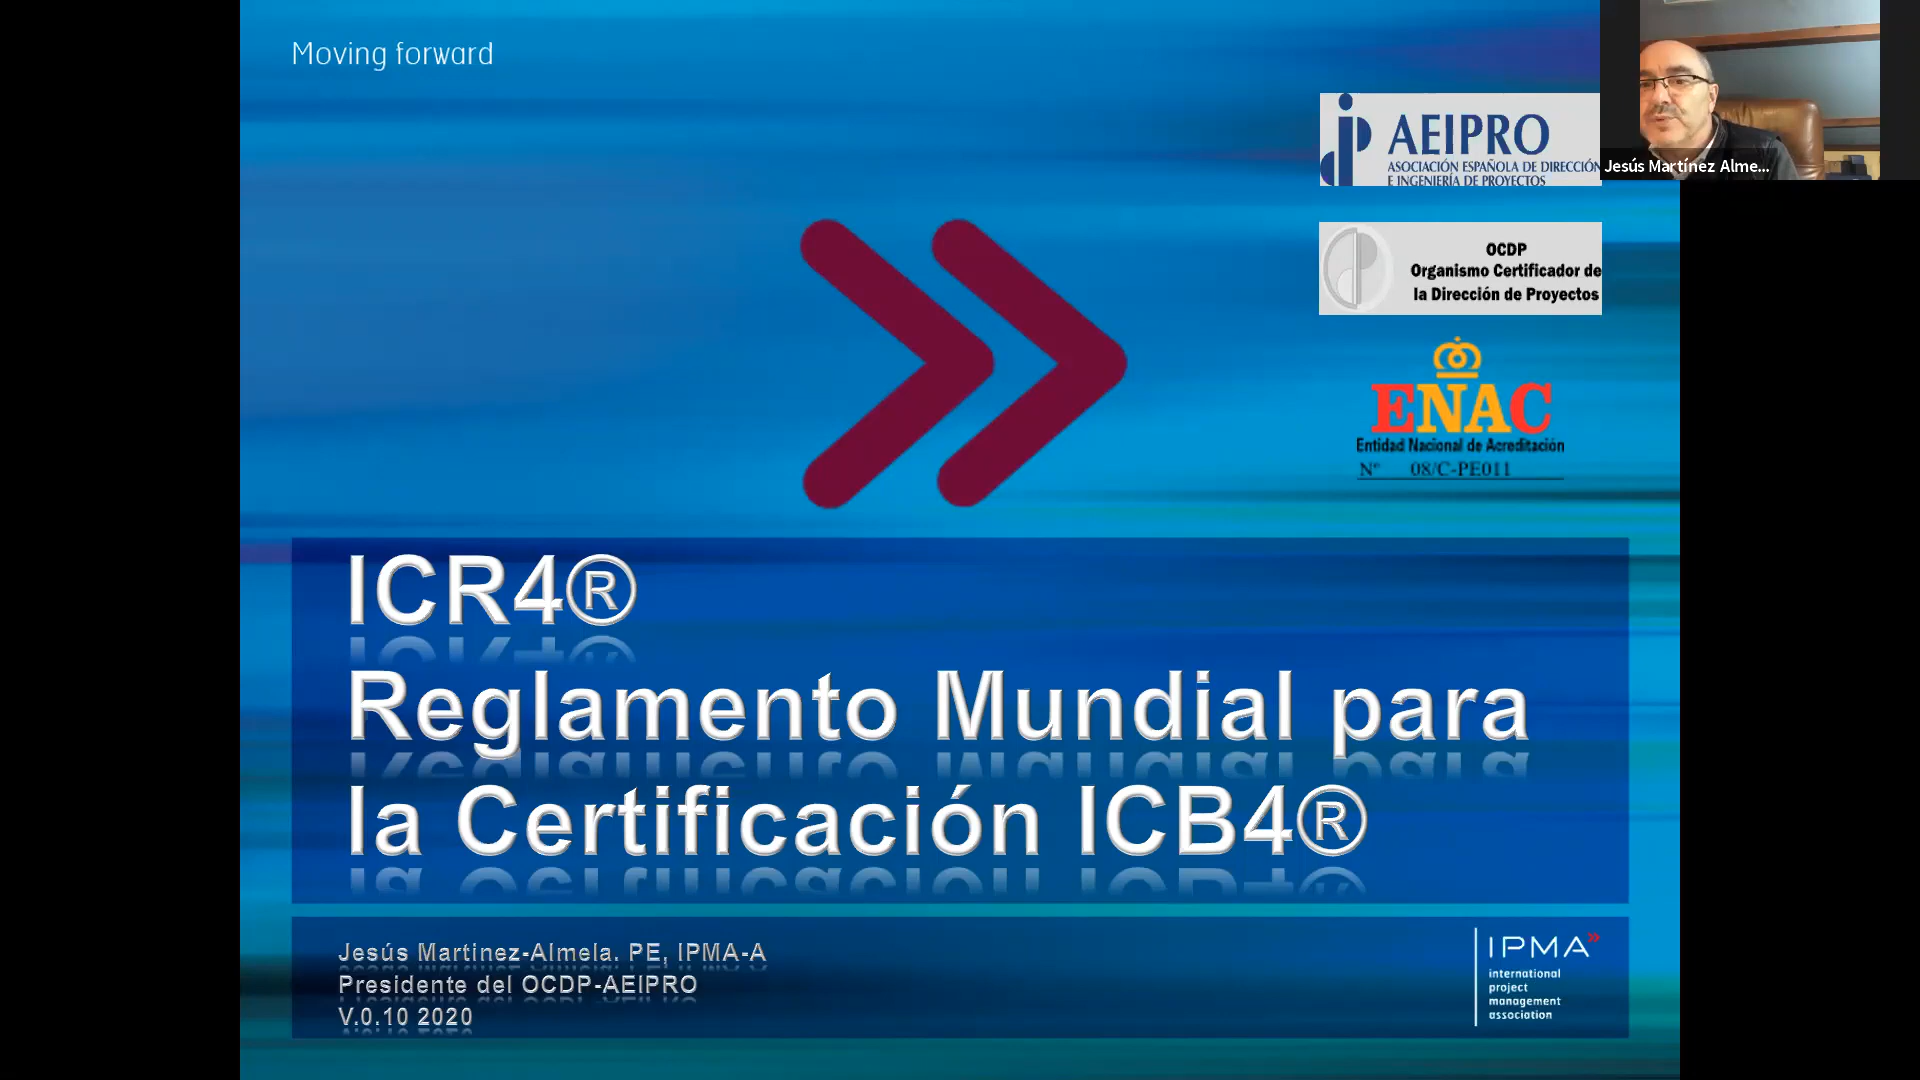 Moving forward
AEIPRO
ASOCIACIÓN ESPAÑOLA DE DIRECCIÓN
E INGENIERÍA DE PROYECTOS
Jesús Martínez Alme...
OCDP
Organismo Certificador de
la Dirección de Proyectos
ENAC
Entidad Nacional de Acreditación
Nº 08/C-PE011
ICR4®
Reglamento Mundial para
la Certificación ICB4®
Jesús Martinez-Almela. PE, IPMA-A
Presidente del OCDP-AEIPRO
V.0.10 2020
IPMA
international
project
management
association